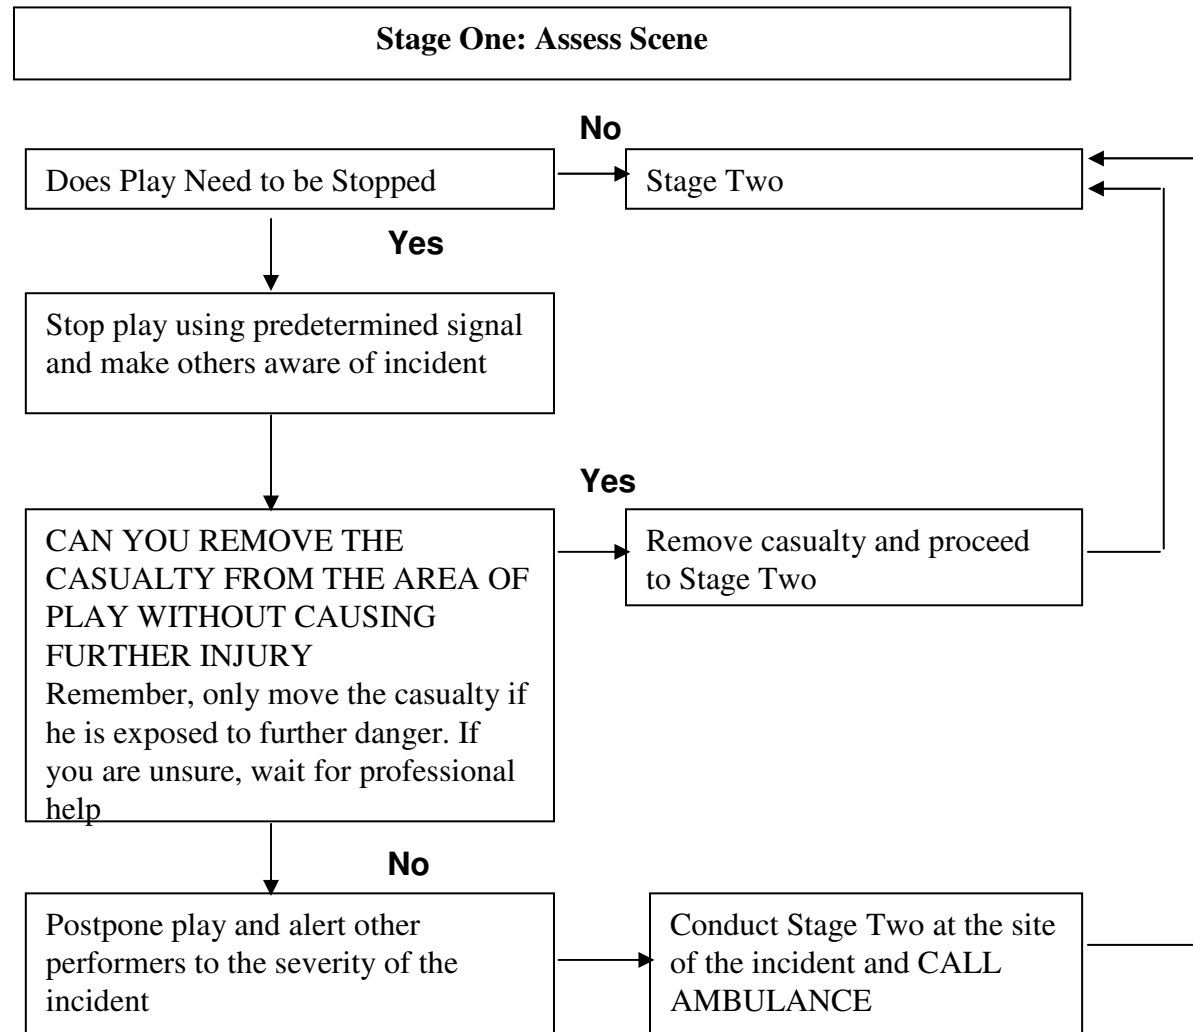 Stage One: Assess Scene
No
Does Play Need to be Stopped
Stage Two
Yes
Stop play using predetermined signal
and make others aware of incident
Yes
CAN YOU REMOVE THE
CASUALTY FROM THE AREA OF
PLAY WITHOUT CAUSING
FURTHER INJURY
Remember, only move the casualty if
he is exposed to further danger. If
you are unsure, wait for professional
help
Remove casualty and proceed
to Stage Two
No
Postpone play and alert other
performers to the severity of the
incident
Conduct Stage Two at the site
of the incident and CALL
AMBULANCE